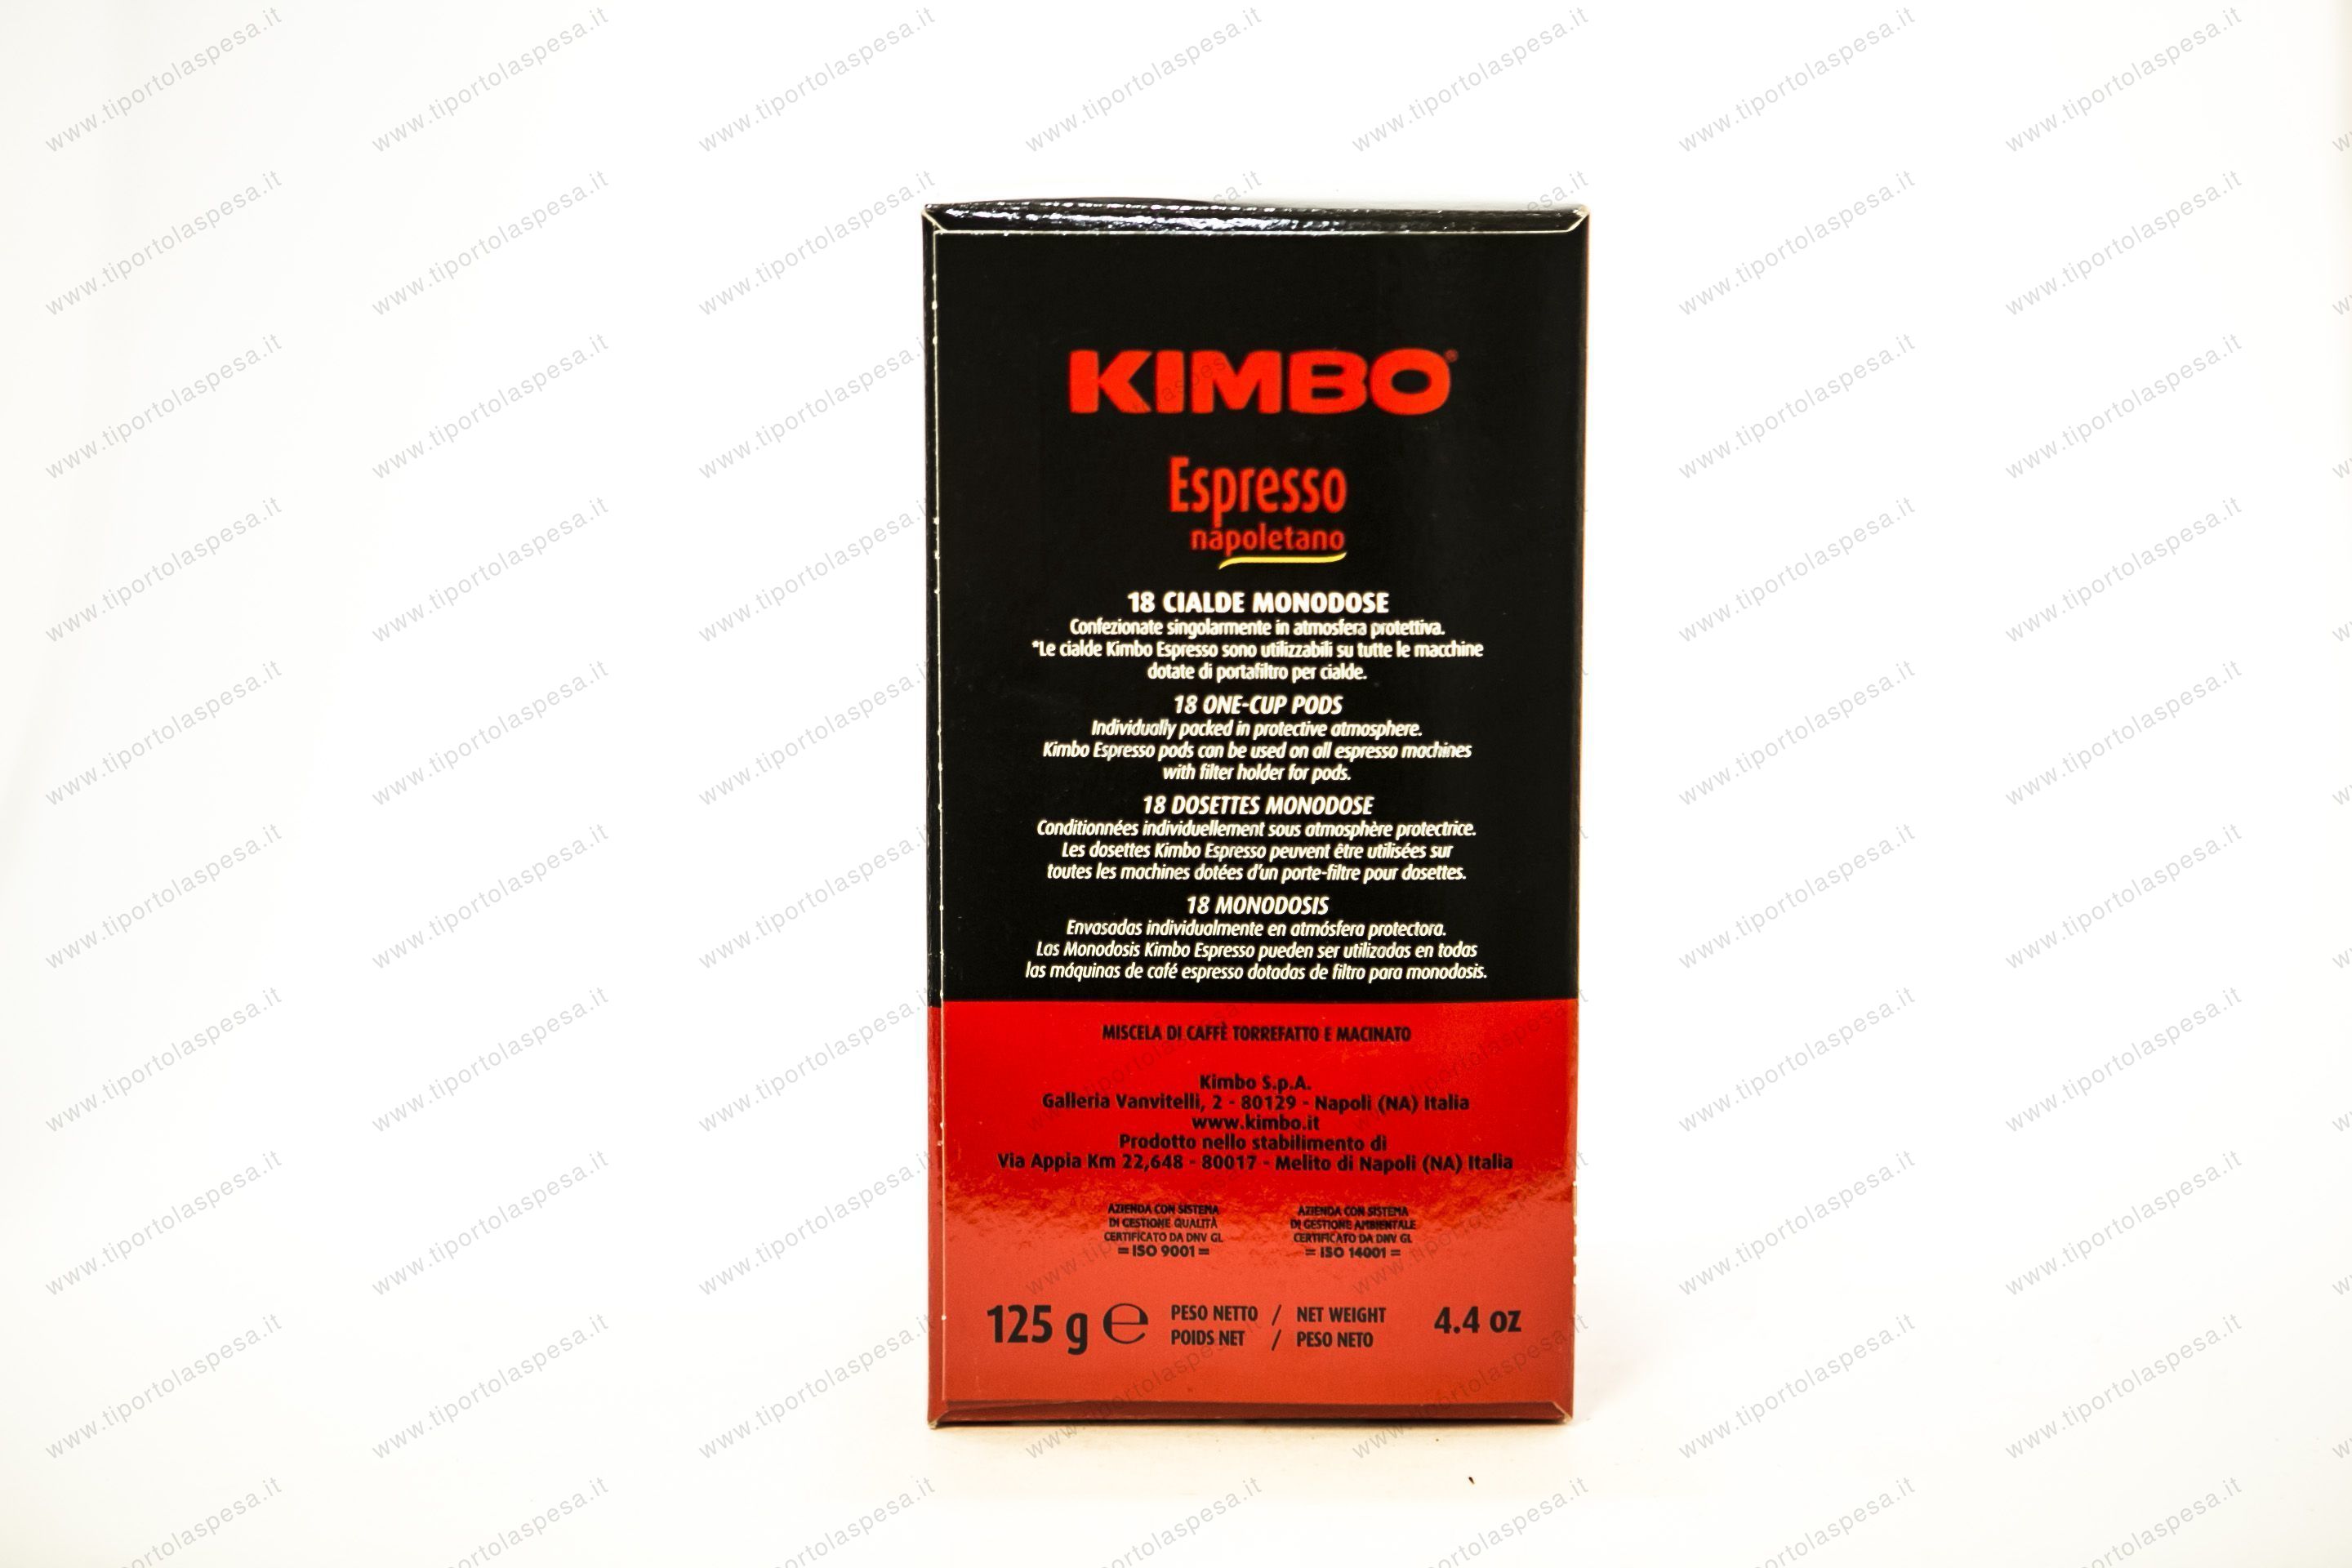 KIMBO®
Espresso
napoletano
18 CIALDE MONODOSE
Confezionate singolarmente in atmosfera protettiva.
*Le cialde Kimbo Espresso sono utilizzabili su tutte le macchine
dotate di portafiltro per cialde.
18 ONE-CUP PODS
Individually packed in protective atmosphere.
Kimbo Espresso pods can be used on all espresso machines
with filter holder for pods.
18 DOSETTES MONODOSE
Conditionnées individuellement sous atmosphère protectrice.
Les dosettes Kimbo Espresso peuvent être utilisées sur
toutes les machines dotées d'un porte-filtre pour dosettes.
18 MONODOSIS
Envasadas individualmente en atmósfera protectora.
Las Monodosis Kimbo Espresso pueden ser utilizadas en todas
las máquinas de café espresso dotadas de filtro para monodosis.
MISCELA DI CAFFÈ TORREFATTO E MACINATO
Kimbo S.p.A.
Galleria Vanvitelli, 2 - 80129 - Napoli (NA) Italia
www.kimbo.it
Prodotto nello stabilimento di
Via Appia Km 22,648 - 80017 - Melito di Napoli (NA) Italia
AZIENDA CON SISTEMA
DI GESTIONE QUALITÀ
CERTIFICATO DA DNV GL
= ISO 9001 =
AZIENDA CON SISTEMA
DI GESTIONE AMBIENTALE
CERTIFICATO DA DNV GL
= ISO 14001 =
125 g ℮ PESO NETTO / NET WEIGHT 4.4 oz
POIDS NET / PESO NETO
www.tiportolaspesa.it